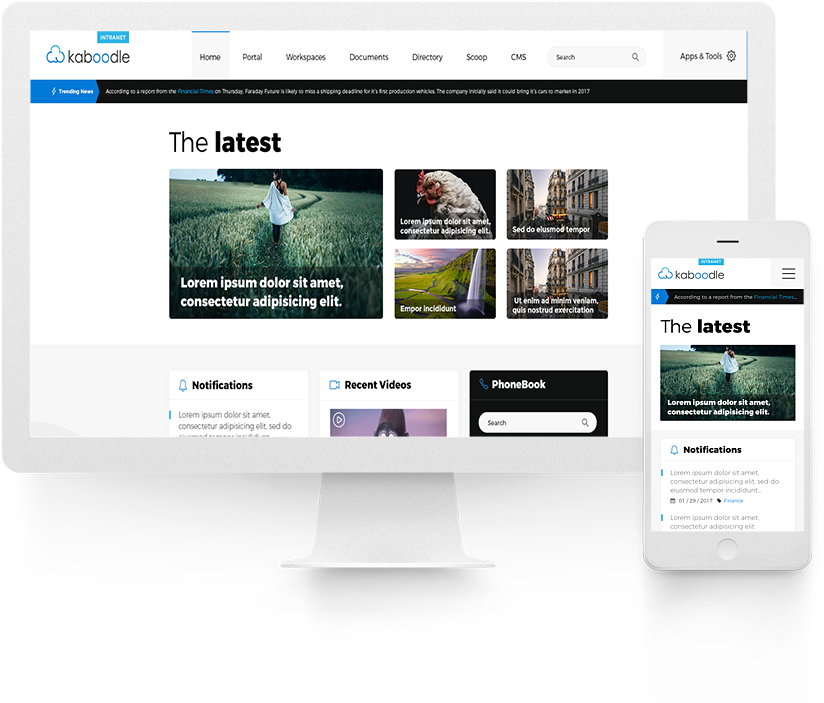 INTRANET
kaboodle
Home Portal Workspaces Documents Directory Scoop CMS Search Apps & Tools
Trending News According to a report from the Financial Times on Thursday, Faraday Future is likely to miss a shipping deadline for it's first production vehicles. The company initially said it could bring it's cars to market in 2017
The latest
Lorem ipsum dolor sit amet,
consectetur adipisicing elit.
Lorem ipsum dolor sit amet,
consectetur adipisicing elit.
Sed do eiusmod tempor
Empor incididunt
Ut enim ad minim veniam,
quis nostrud exercitation
Notifications
Lorem ipsum dolor sit amet,
consectetur adipisicing elit, sed do
eiusmod tempor incididunt
Recent Videos
PhoneBook
Search
INTRANET
kaboodle
According to a report from the Financial Times...
The latest
Lorem ipsum dolor sit amet,
consectetur adipisicing elit.
Notifications
Lorem ipsum dolor sit amet,
consectetur adipisicing elit, sed do
eiusmod tempor incididunt...
01 / 29 / 2017 Finance
Lorem ipsum dolor sit amet,
consectetur adipisicing elit